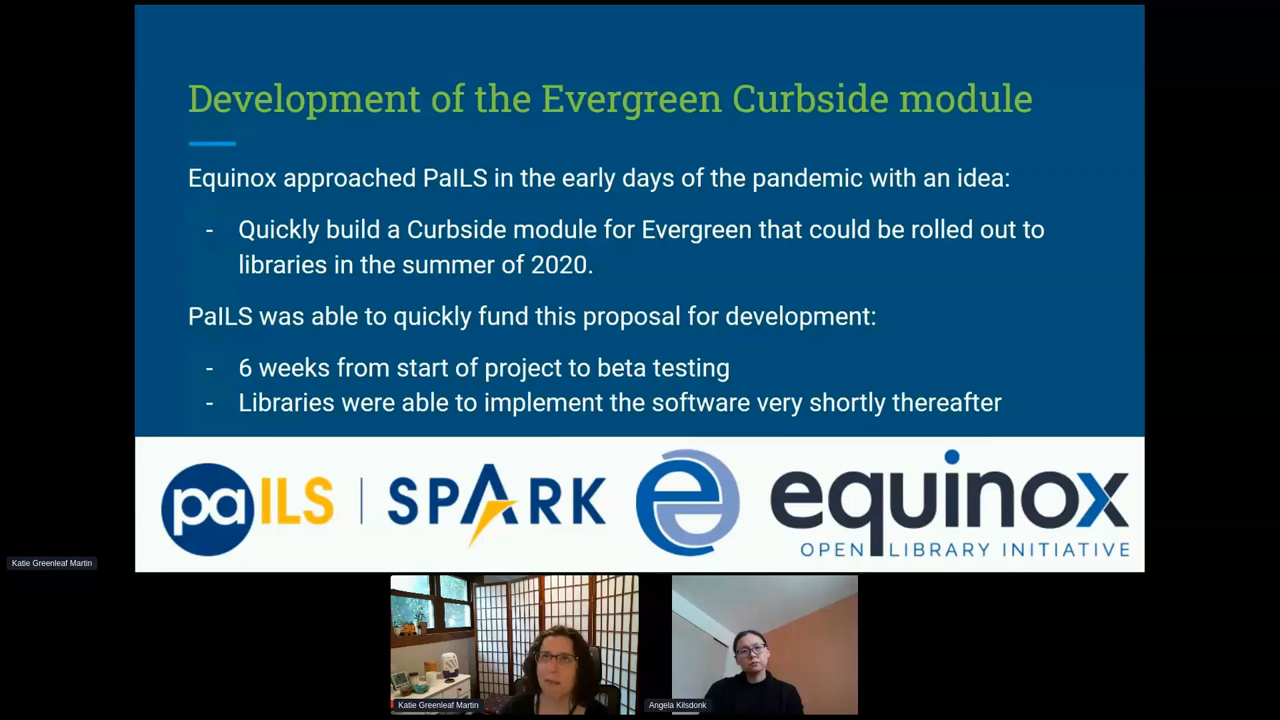 Development of the Evergreen Curbside module
Equinox approached PaILS in the early days of the pandemic with an idea:
- Quickly build a Curbside module for Evergreen that could be rolled out to
libraries in the summer of 2020.
PaILS was able to quickly fund this proposal for development:
- 6 weeks from start of project to beta testing
- Libraries were able to implement the software very shortly thereafter
paILS | SPARK
equinox
OPEN LIBRARY INITIATIVE
Katie Greenleaf Martin
Katie Greenleaf Martin
Angela Kilsdonk